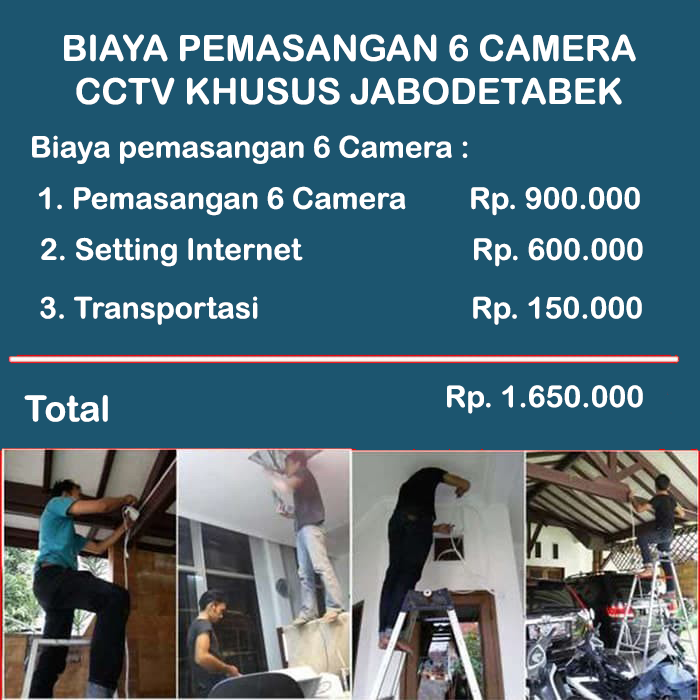 BIAYA PEMASANGAN 6 CAMERA
CCTV KHUSUS JABODETABEK
Biaya pemasangan 6 Camera :
1. Pemasangan 6 Camera Rp. 900.000
2. Setting Internet Rp. 600.000
3. Transportasi Rp. 150.000
Total Rp. 1.650.000